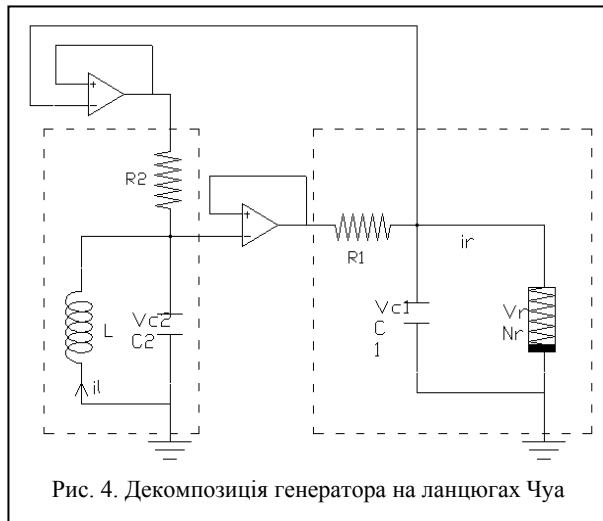 +
-
R2
+
-
R1
ir
L
Vc2
C2
il
Vc1
C
1
Vr
Nr
Рис. 4. Декомпозиція генератора на ланцюгах Чуа